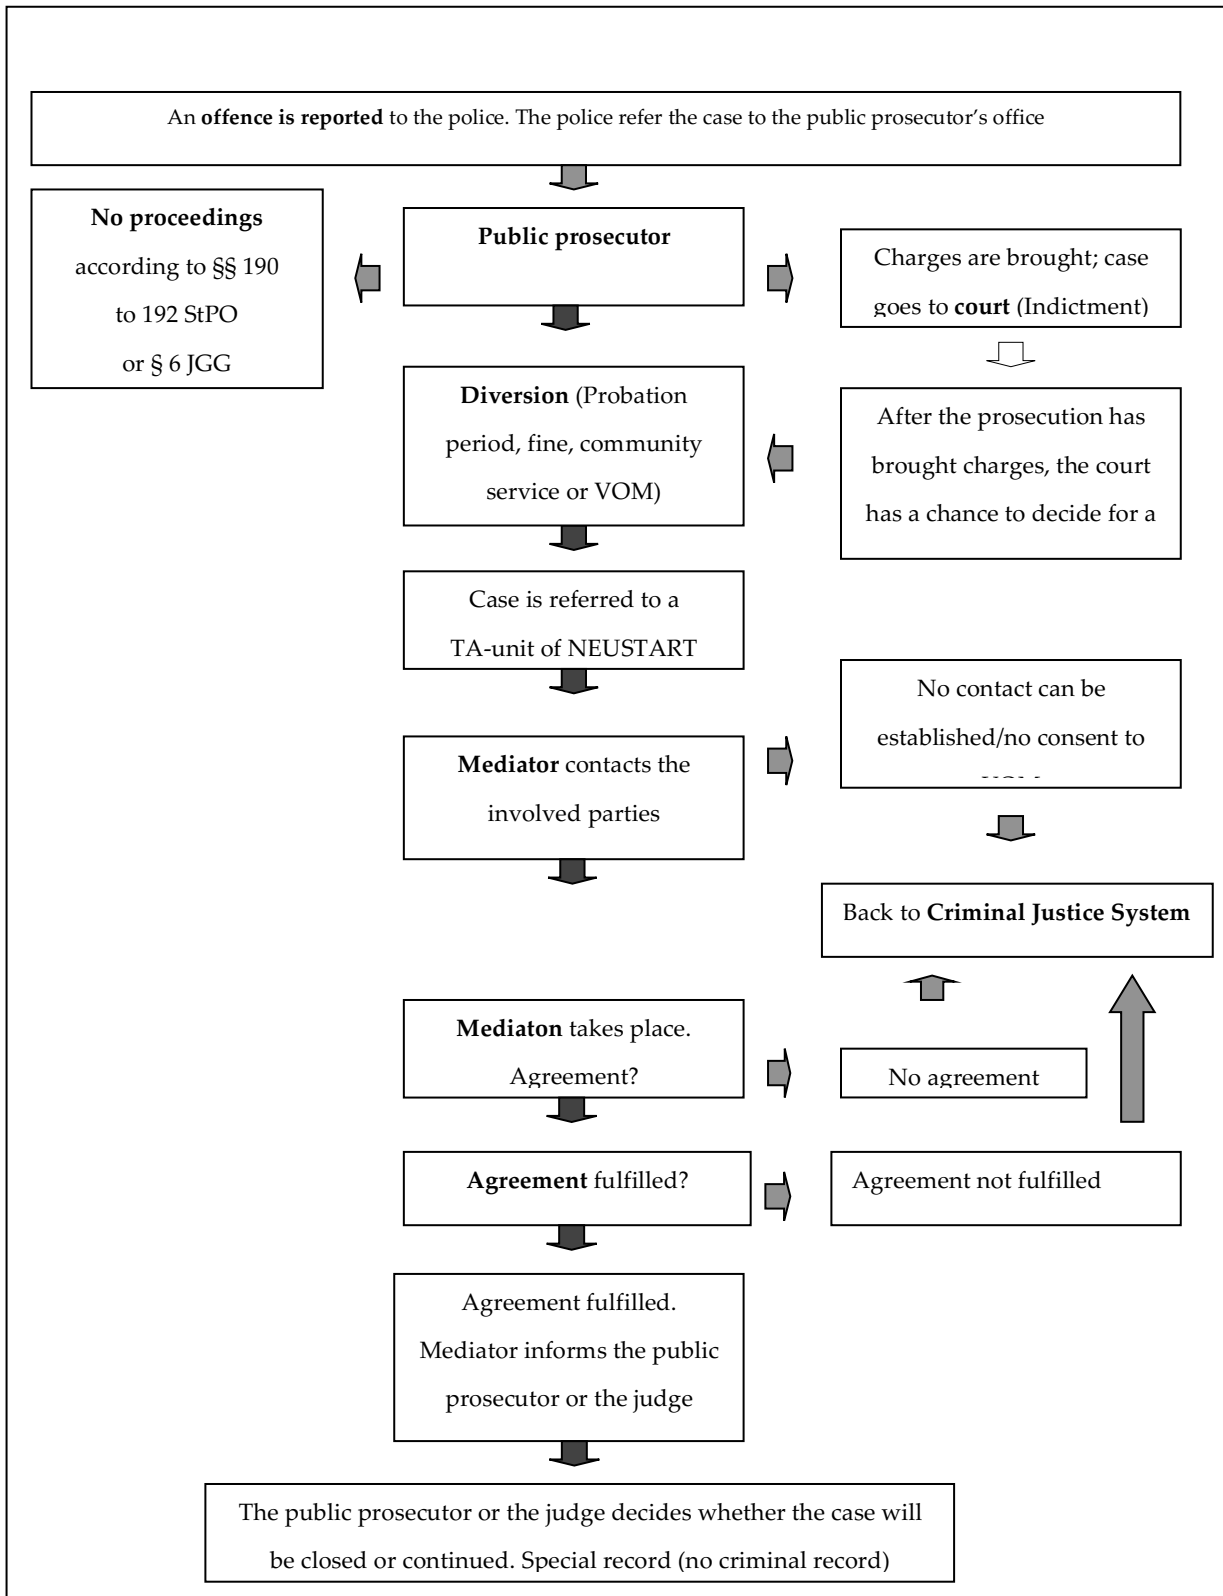 An offence is reported to the police. The police refer the case to the public prosecutor's office
No proceedings
according to §§ 190
to 192 StPO
or § 6 JGG
Public prosecutor
Charges are brought; case
goes to court (Indictment)
Diversion (Probation
period, fine, community
service or VOM)
After the prosecution has
brought charges, the court
has a chance to decide for a
Case is referred to a
TA-unit of NEUSTART
Mediator contacts the
involved parties
No contact can be
established/no consent to
Back to Criminal Justice System
Mediaton takes place.
Agreement?
No agreement
Agreement fulfilled?
Agreement not fulfilled
Agreement fulfilled.
Mediator informs the public
prosecutor or the judge
The public prosecutor or the judge decides whether the case will
be closed or continued. Special record (no criminal record)